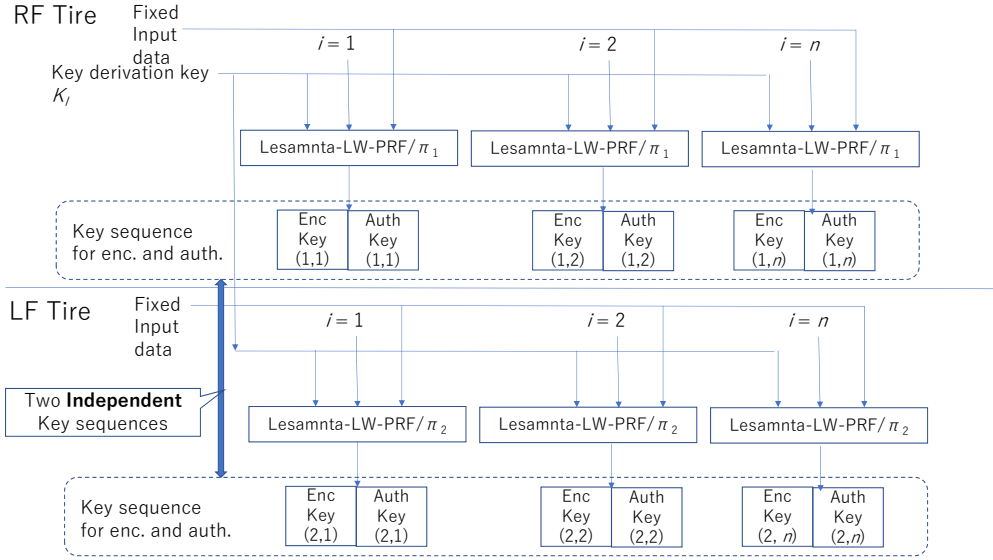 RF Tire
Fixed
Input
data
i = 1
i = 2
i = n
Key derivation key
K_I
Lesamnta-LW-PRF/π₁
Lesamnta-LW-PRF/π₁
Lesamnta-LW-PRF/π₁
Key sequence
for enc. and auth.
Enc
Key
(1,1)
Auth
Key
(1,1)
Enc
Key
(1,2)
Auth
Key
(1,2)
Enc
Key
(1,n)
Auth
Key
(1,n)
LF Tire
Fixed
Input
data
i = 1
i = 2
i = n
Two Independent
Key sequences
Lesamnta-LW-PRF/π₂
Lesamnta-LW-PRF/π₂
Lesamnta-LW-PRF/π₂
Key sequence
for enc. and auth.
Enc
Key
(2,1)
Auth
Key
(2,1)
Enc
Key
(2,2)
Auth
Key
(2,2)
Enc
Key
(2, n)
Auth
Key
(2,n)